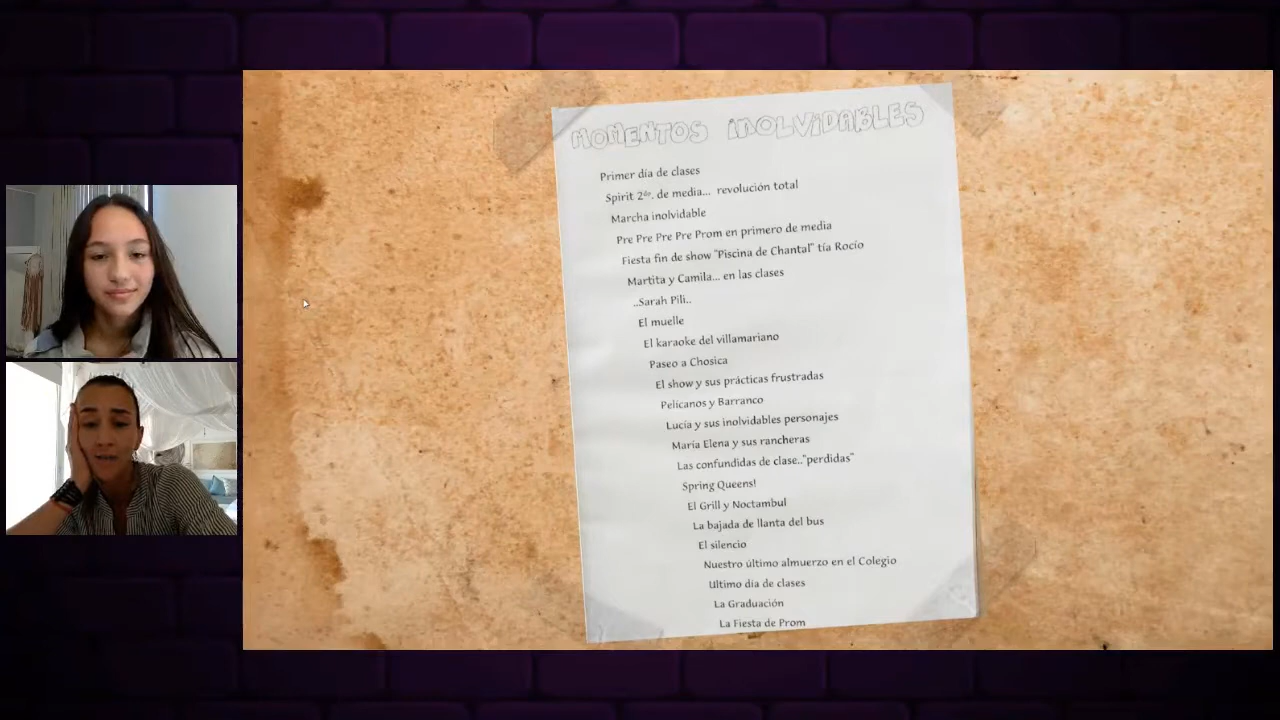 MOMENTOS INOLVIDABLES
Primer día de clases
Spirit 2do. de media... revolución total
Marcha inolvidable
Pre Pre Pre Pre Prom en primero de media
Fiesta fin de show "Piscina de Chantal" tía Rocío
Martita y Camila... en las clases
..Sarah Pili..
El muelle
El karaoke del villamariano
Paseo a Chosica
El show y sus prácticas frustradas
Pelícanos y Barranco
Lucía y sus inolvidables personajes
María Elena y sus rancheras
Las confundidas de clase.."perdidas"
Spring Queens!
El Grill y Noctambul
La bajada de llanta del bus
El silencio
Nuestro último almuerzo en el Colegio
Ultimo día de clases
La Graduación
La Fiesta de Prom